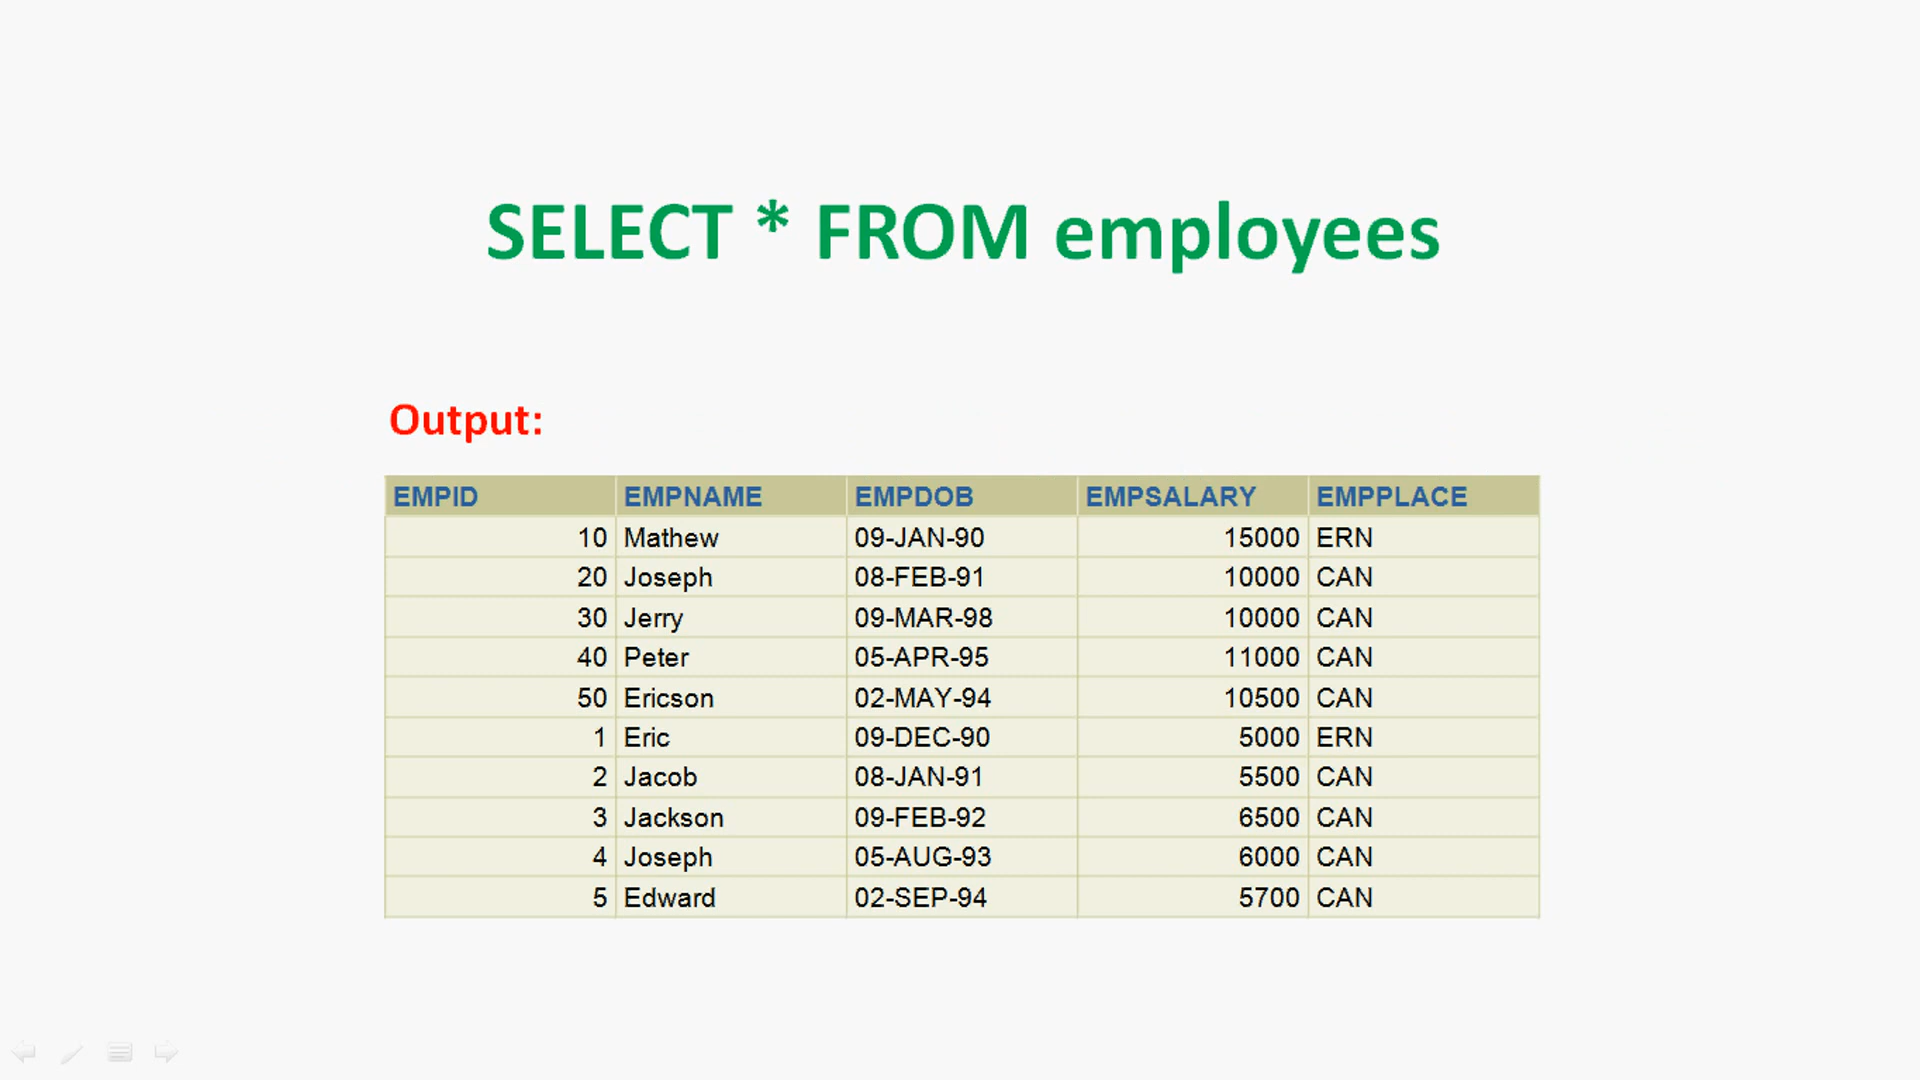 SELECT * FROM employees
Output:
EMPID EMPNAME EMPDOB EMPSALARY EMPPLACE
10 Mathew 09-JAN-90 15000 ERN
20 Joseph 08-FEB-91 10000 CAN
30 Jerry 09-MAR-98 10000 CAN
40 Peter 05-APR-95 11000 CAN
50 Ericson 02-MAY-94 10500 CAN
1 Eric 09-DEC-90 5000 ERN
2 Jacob 08-JAN-91 5500 CAN
3 Jackson 09-FEB-92 6500 CAN
4 Joseph 05-AUG-93 6000 CAN
5 Edward 02-SEP-94 5700 CAN